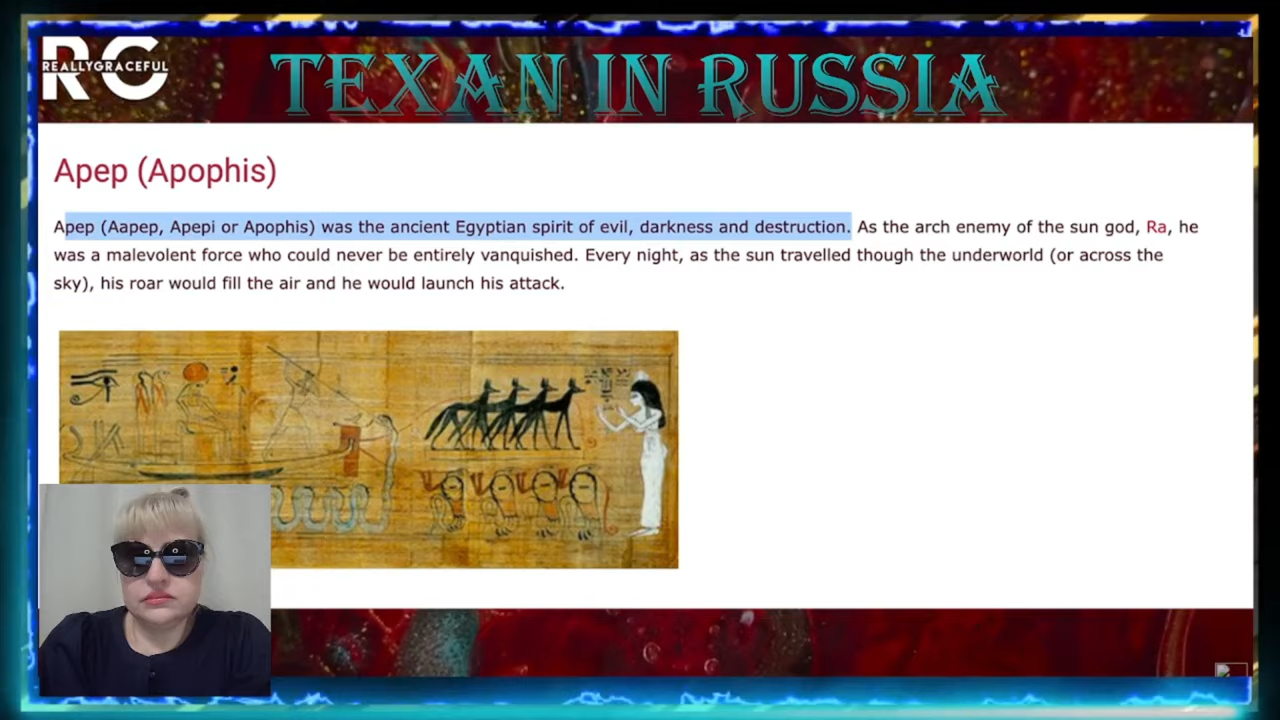 REALLYGRACEFUL
RG
TEXAN IN RUSSIA
Apep (Apophis)
Apep (Aapep, Apepi or Apophis) was the ancient Egyptian spirit of evil, darkness and destruction. As the arch enemy of the sun god, Ra, he
was a malevolent force who could never be entirely vanquished. Every night, as the sun travelled though the underworld (or across the
sky), his roar would fill the air and he would launch his attack.